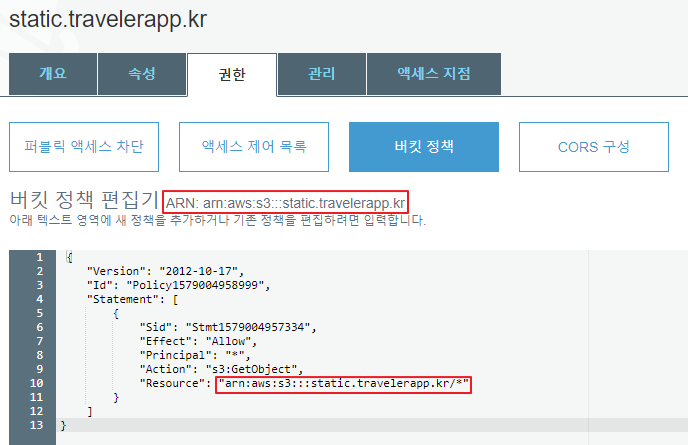 static.travelerapp.kr
개요 속성 권한 관리 액세스 지점
퍼블릭 액세스 차단 액세스 제어 목록 버킷 정책 CORS 구성
버킷 정책 편집기 ARN: arn:aws:s3:::static.travelerapp.kr
아래 텍스트 영역에 새 정책을 추가하거나 기존 정책을 편집하려면 입력합니다.
1 {
2 "Version": "2012-10-17",
3 "Id": "Policy1579004958999",
4 "Statement": [
5 {
6 "Sid": "Stmt1579004957334",
7 "Effect": "Allow",
8 "Principal": "*",
9 "Action": "s3:GetObject",
10 "Resource": "arn:aws:s3:::static.travelerapp.kr/*"
11 }
12 ]
13 }